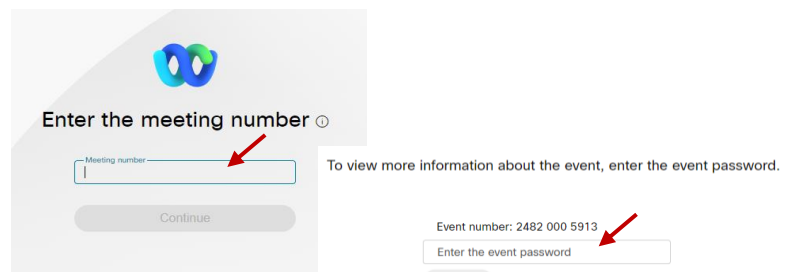 Enter the meeting number
Meeting number
Continue
To view more information about the event, enter the event password.
Event number: 2482 000 5913
Enter the event password